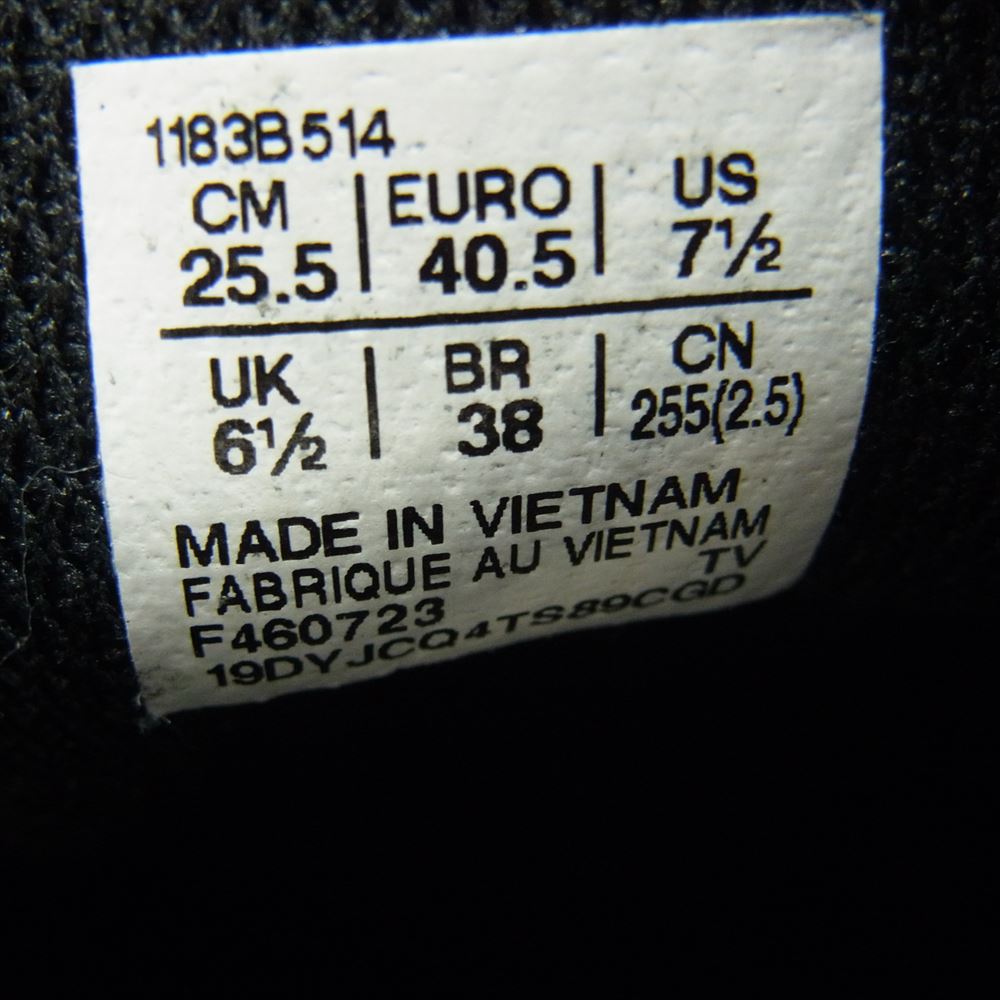 1183B514
CM | EURO | US
25.5 | 40.5 | 7½
UK | BR | CN
6½ | 38 | 255(2.5)
MADE IN VIETNAM
FABRIQUE AU VIETNAM
F460723 TV
19DYJCQ4TS89CGD